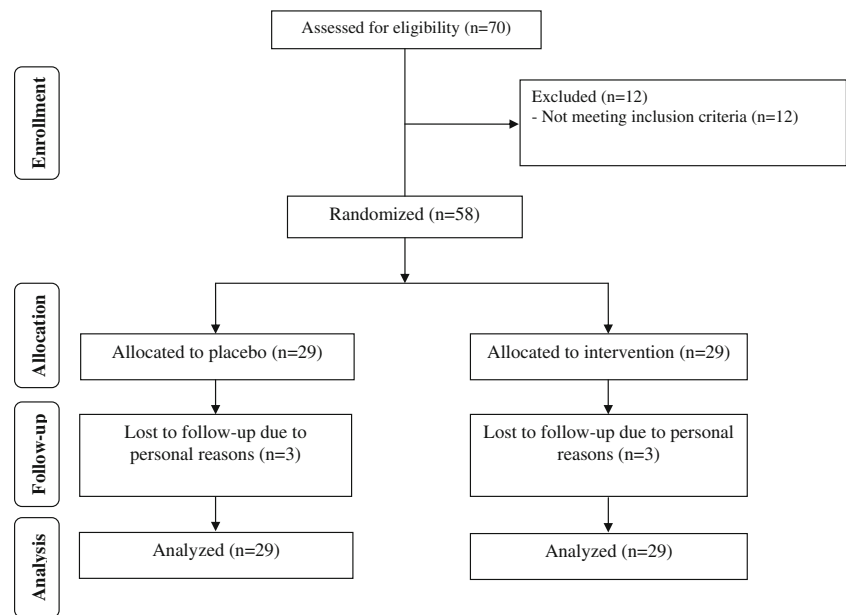 Assessed for eligibility (n=70)
Enrollment
Excluded (n=12)
- Not meeting inclusion criteria (n=12)
Randomized (n=58)
Allocation
Allocated to placebo (n=29)
Allocated to intervention (n=29)
Follow-up
Lost to follow-up due to
personal reasons (n=3)
Lost to follow-up due to personal
reasons (n=3)
Analysis
Analyzed (n=29)
Analyzed (n=29)